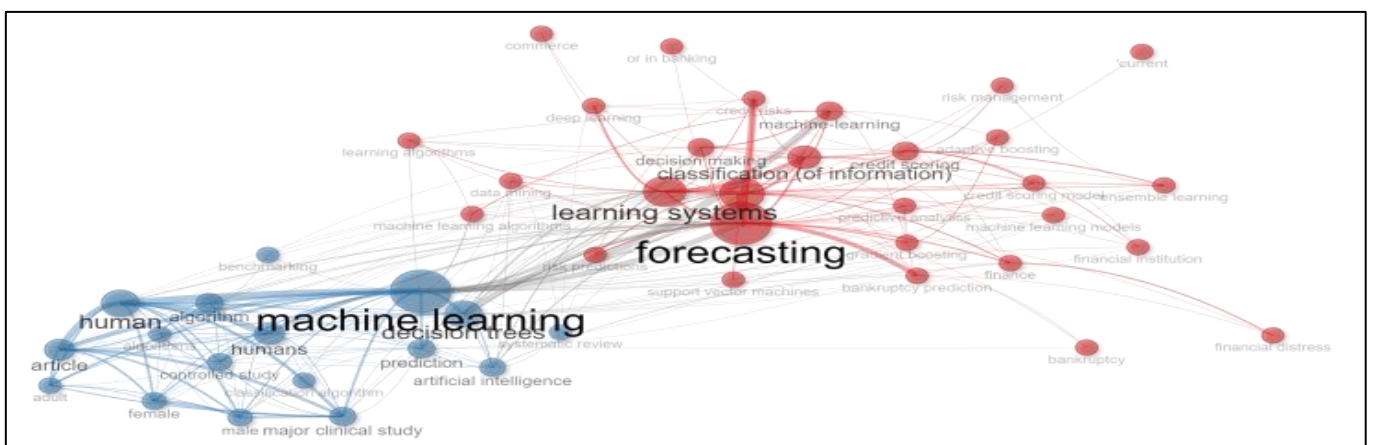 commerce
or in banking
'current
risk management
deep learning
credit risks
machine-learning
learning algorithms
decision making
credit scoring
adaptive boosting
classification (of information)
data mining
credit scoring model
ensemble learning
learning systems
machine learning algorithms
predictive analytics
machine learning models
forecasting
gradient boosting
financial institution
benchmarking
risk predictions
finance
support vector machines
bankruptcy prediction
human
algorithm
machine learning
decision trees
algorithms
humans
systematic review
article
prediction
bankruptcy
financial distress
controlled study
artificial intelligence
adult
classification algorithm
female
male
major clinical study